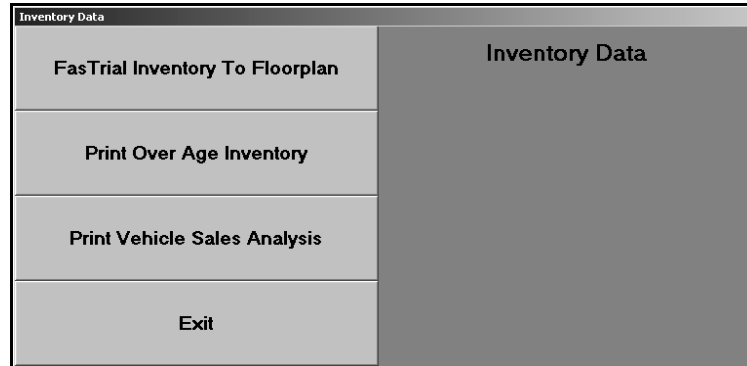 Inventory Data
FasTrial Inventory To Floorplan
Inventory Data
Print Over Age Inventory
Print Vehicle Sales Analysis
Exit